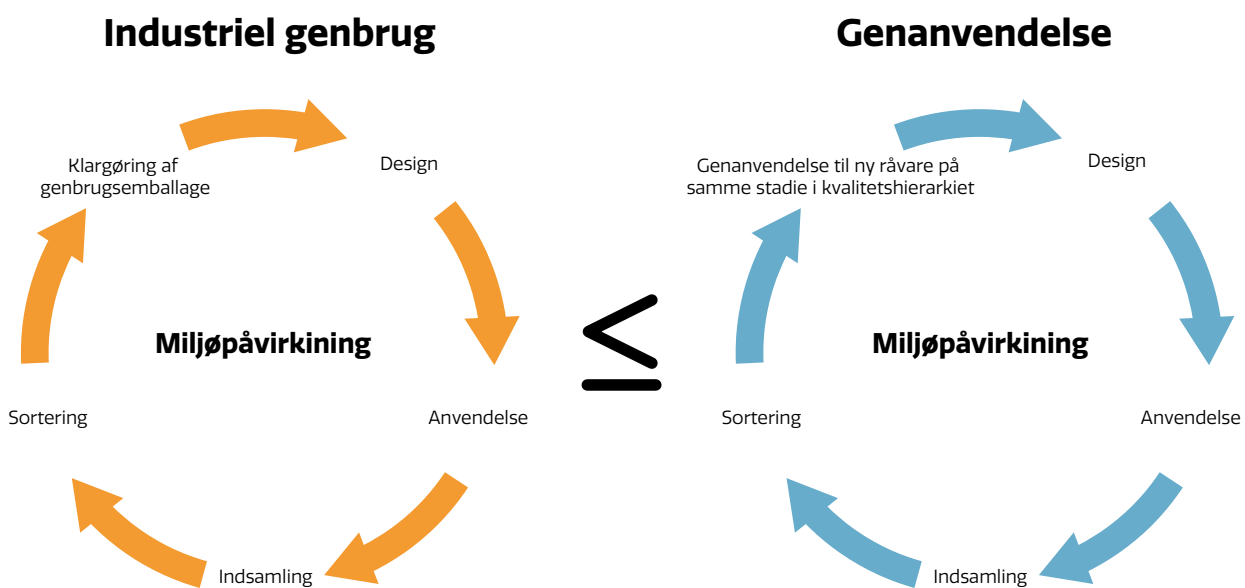 Industriel genbrug
Klargøring af
genbrugsemballage
Design
Miljøpåvirkining
Sortering
Anvendelse
Indsamling
≤
Genanvendelse
Genanvendelse til ny råvare på
samme stadie i kvalitetshierarkiet
Design
Miljøpåvirkining
Sortering
Anvendelse
Indsamling